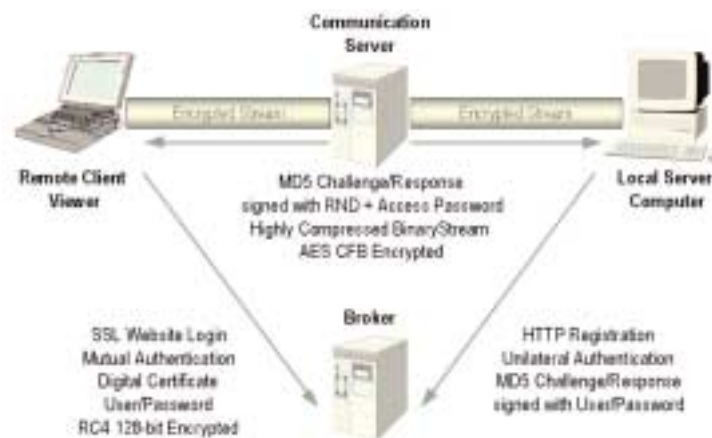 Communication
Server
Encrypted Stream
Encrypted Stream
Remote Client
Viewer
MD5 Challenge/Response
signed with RND + Access Password
Highly Compressed BinaryStream
AES CFB Encrypted
Local Server
Computer
SSL Website Login
Mutual Authentication
Digital Certificate
User/Password
RC4 128-bit Encrypted
Broker
HTTP Registration
Unilateral Authentication
MD5 Challenge/Response
signed with User/Password